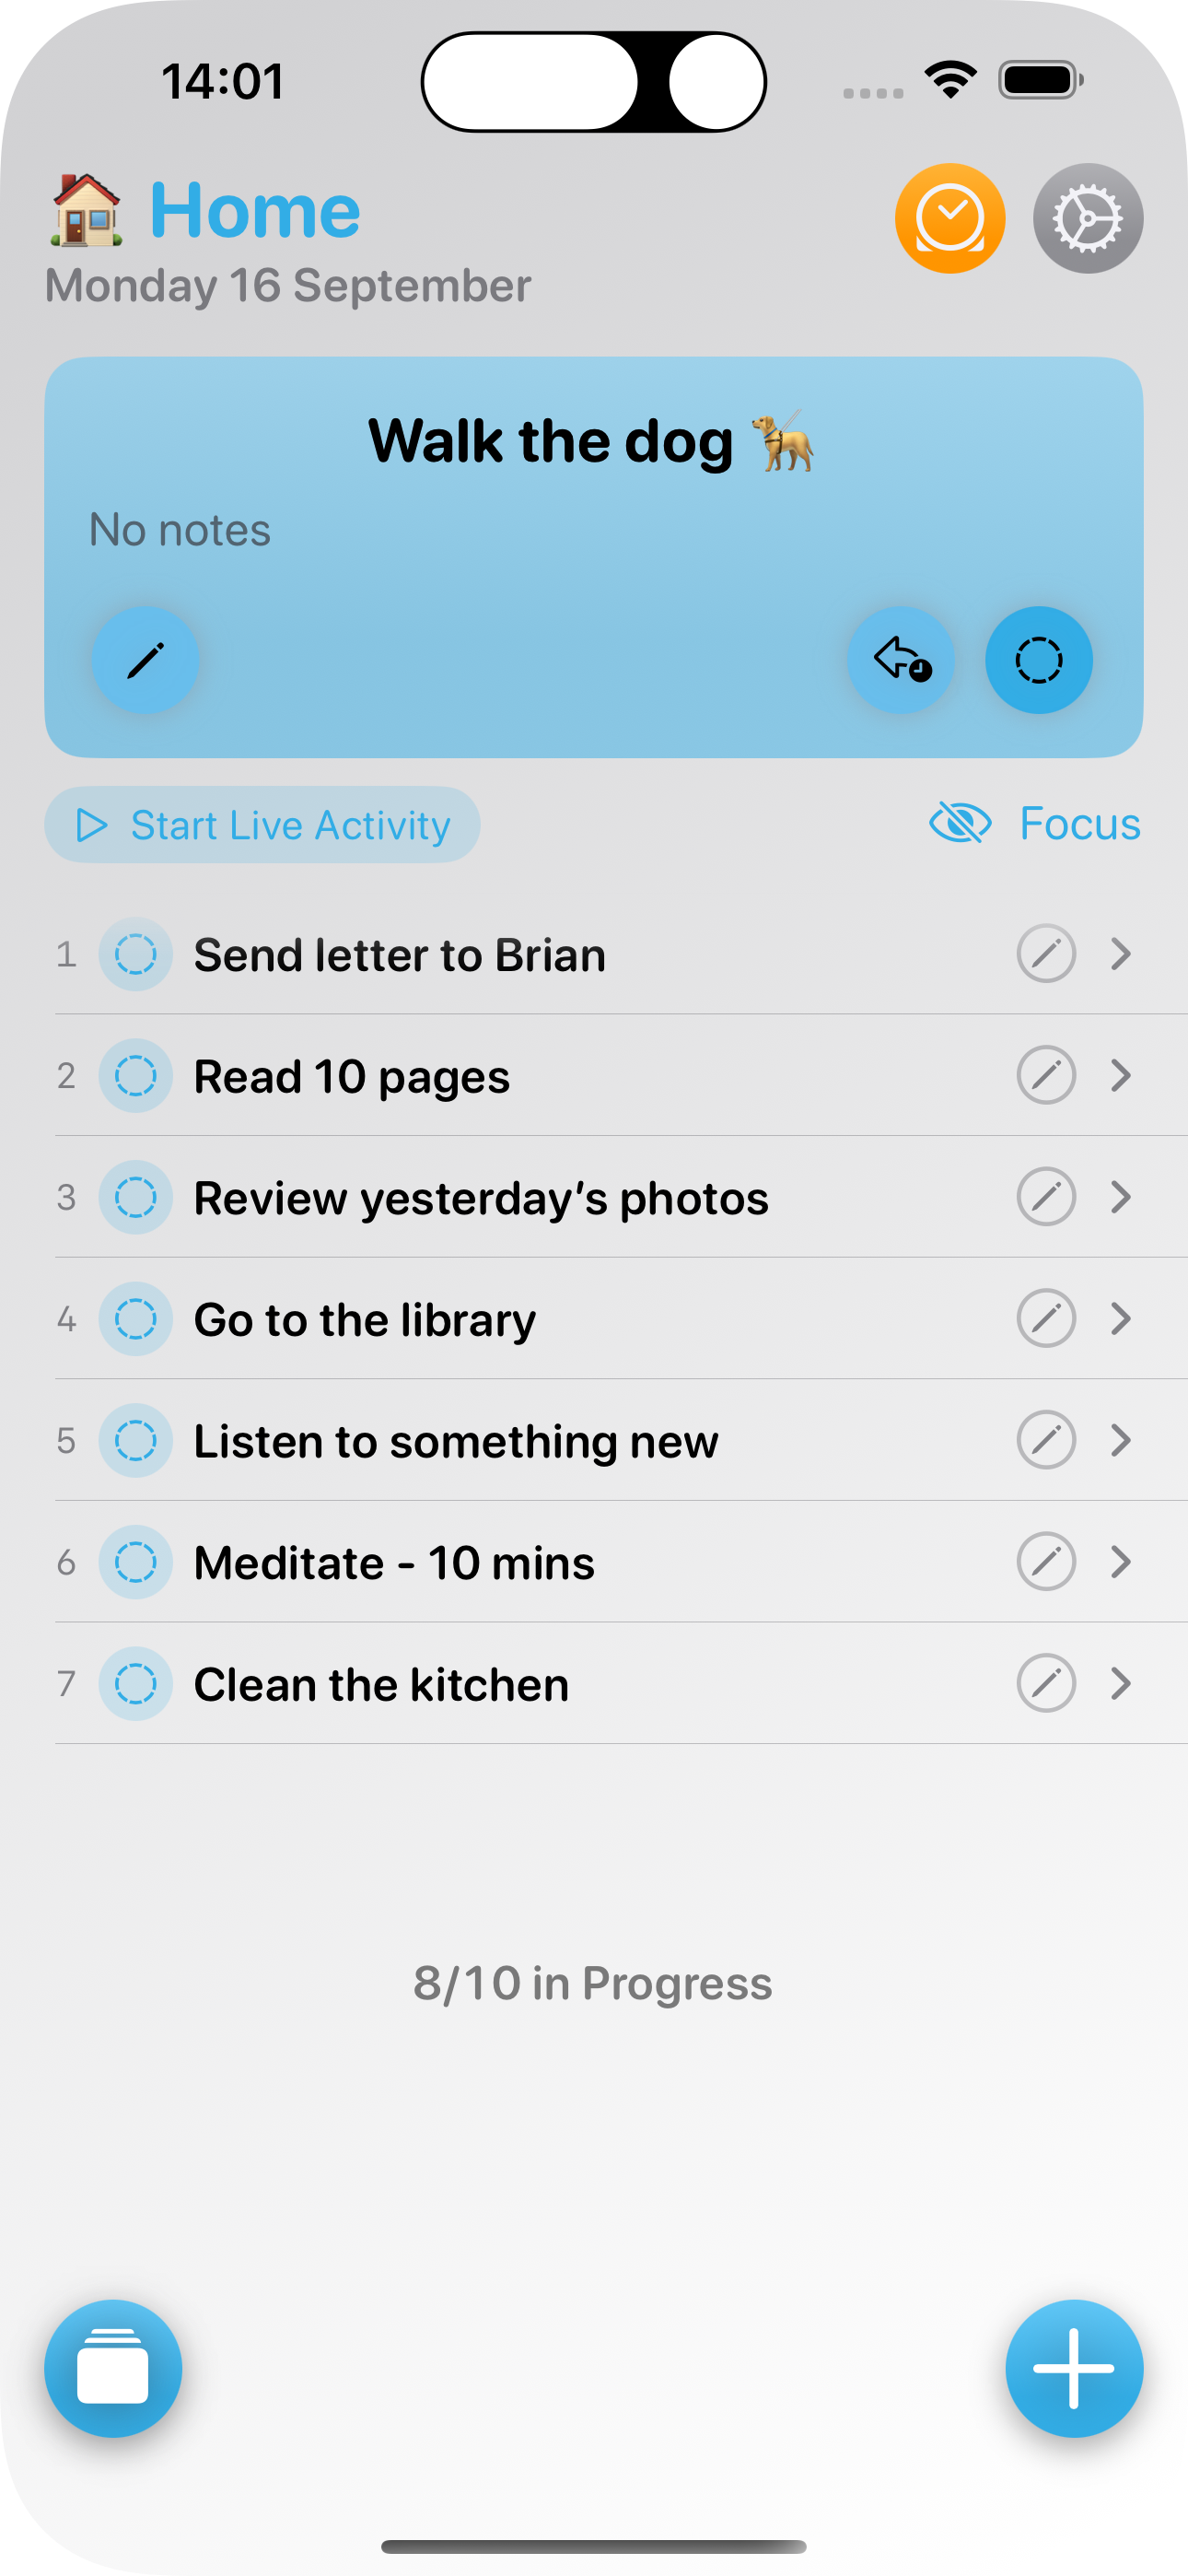 14:01
Home
Monday 16 September
Walk the dog 🦮
No notes
Start Live Activity
Focus
1 Send letter to Brian
2 Read 10 pages
3 Review yesterday's photos
4 Go to the library
5 Listen to something new
6 Meditate - 10 mins
7 Clean the kitchen
8/10 in Progress